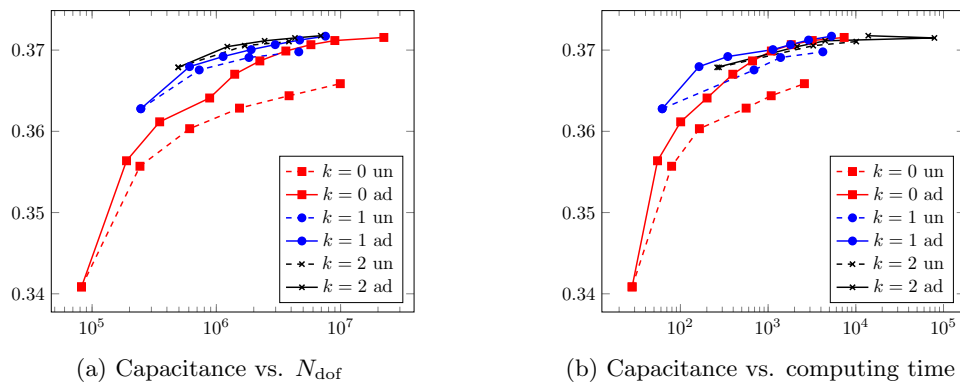 0.37
0.36
0.35
0.34
10^5
10^6
10^7
k = 0 un
k = 0 ad
k = 1 un
k = 1 ad
k = 2 un
k = 2 ad
(a) Capacitance vs. N_dof
0.37
0.36
0.35
0.34
10^2
10^3
10^4
10^5
k = 0 un
k = 0 ad
k = 1 un
k = 1 ad
k = 2 un
k = 2 ad
(b) Capacitance vs. computing time